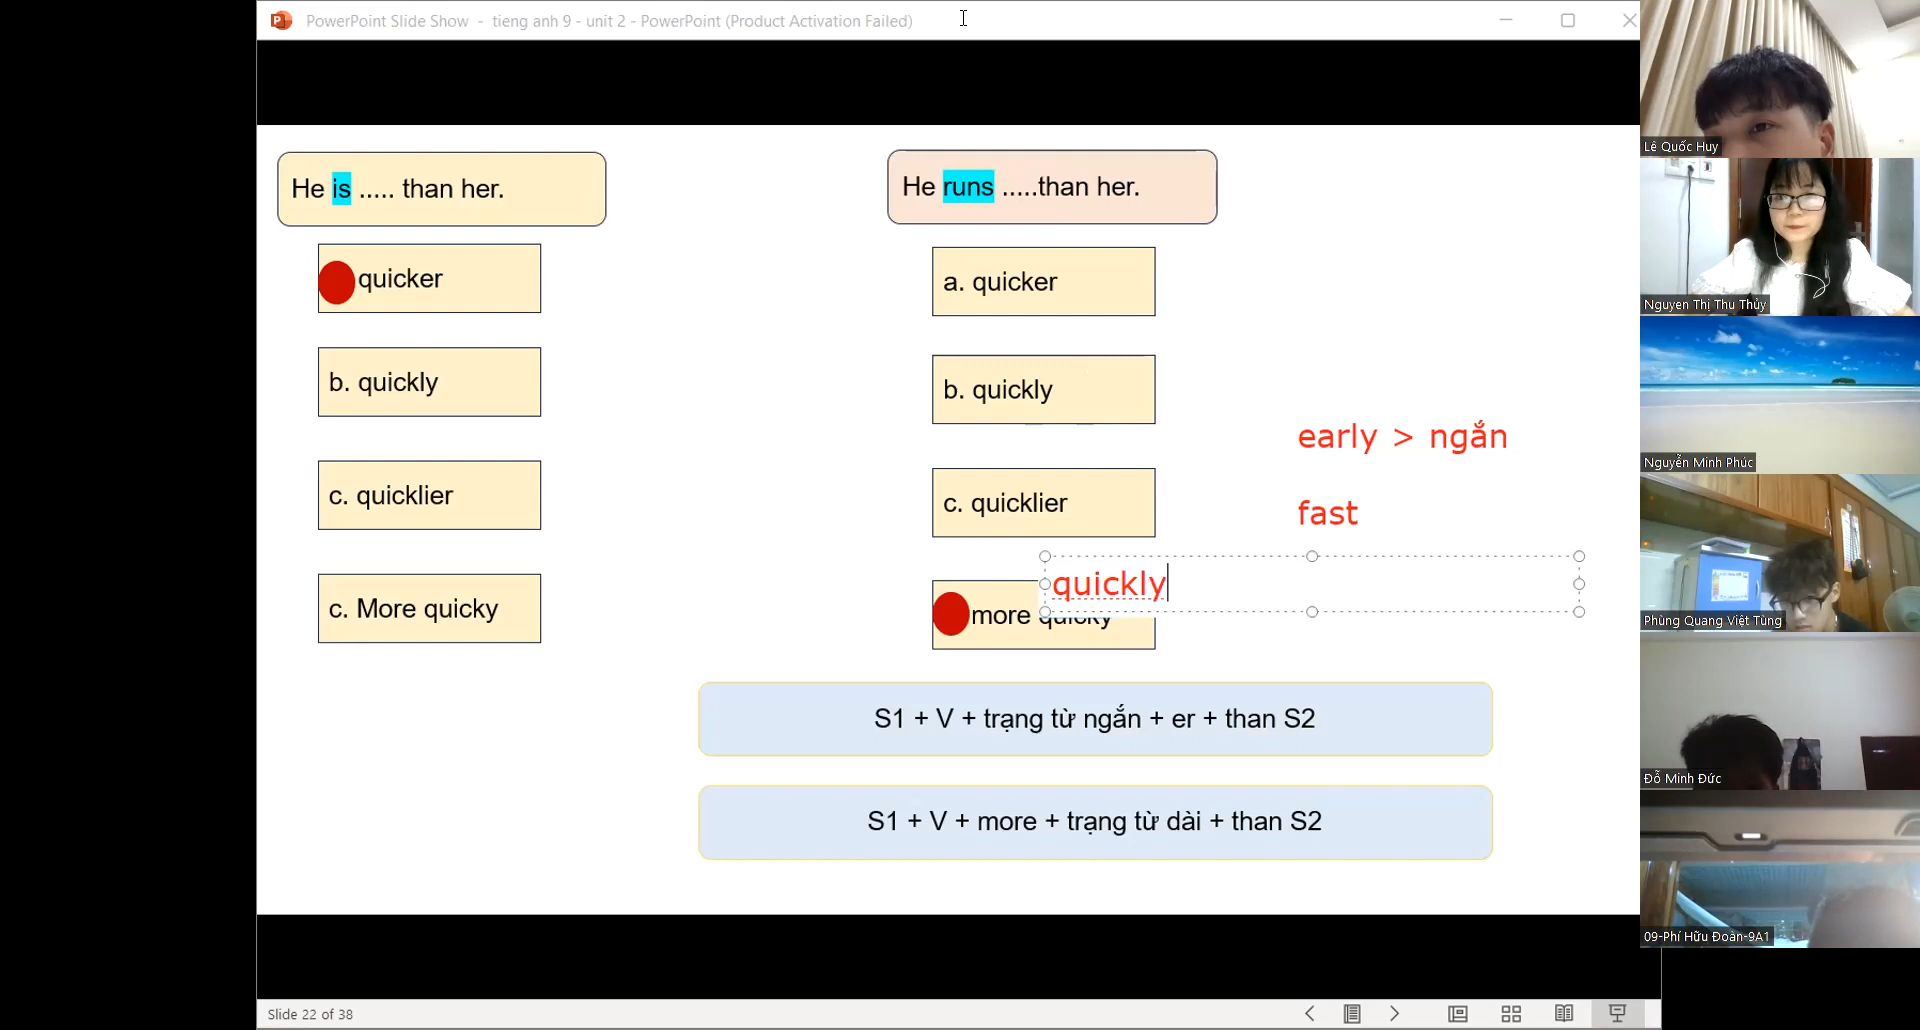 PowerPoint Slide Show - tieng anh 9 - unit 2 - PowerPoint (Product Activation Failed)
He is ..... than her.
quicker
b. quickly
c. quicklier
c. More quicky
He runs .....than her.
a. quicker
b. quickly
c. quicklier
more quicky
early > ngắn
fast
quickly
S1 + V + trạng từ ngắn + er + than S2
S1 + V + more + trạng từ dài + than S2
Slide 22 of 38
Lê Quốc Huy
Nguyen Thị Thu Thủy
Nguyễn Minh Phúc
Phùng Quang Việt Tùng
Đỗ Minh Đức
09-Phí Hữu Đoàn-9A1